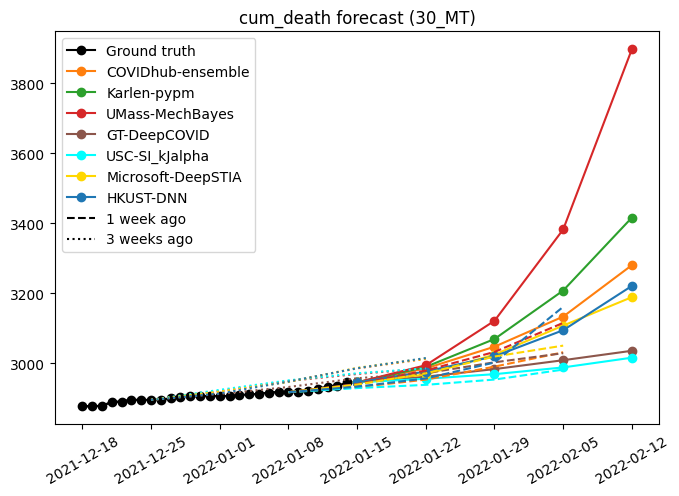 cum_death forecast (30_MT)
Ground truth
COVIDhub-ensemble
Karlen-pypm
UMass-MechBayes
GT-DeepCOVID
USC-SI_kJalpha
Microsoft-DeepSTIA
HKUST-DNN
1 week ago
3 weeks ago
3800
3600
3400
3200
3000
2021-12-18
2021-12-25
2022-01-01
2022-01-08
2022-01-15
2022-01-22
2022-01-29
2022-02-05
2022-02-12